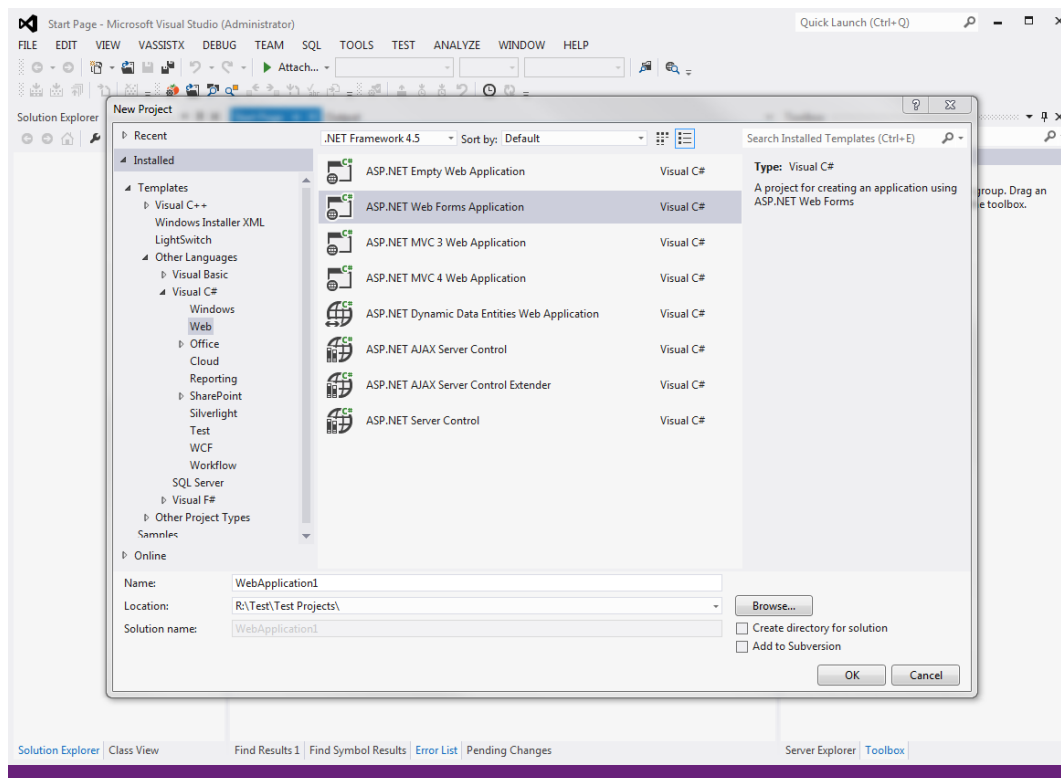 Start Page - Microsoft Visual Studio (Administrator)
Quick Launch (Ctrl+Q)
FILE EDIT VIEW VASSISTX DEBUG TEAM SQL TOOLS TEST ANALYZE WINDOW HELP
Attach...
Solution Explorer
New Project
Recent
.NET Framework 4.5
Sort by: Default
Search Installed Templates (Ctrl+E)
Installed
Templates
Visual C++
Windows Installer XML
LightSwitch
Other Languages
Visual Basic
Visual C#
Windows
Web
Office
Cloud
Reporting
SharePoint
Silverlight
Test
WCF
Workflow
SQL Server
Visual F#
Other Project Types
Samples
Online
ASP.NET Empty Web Application Visual C#
ASP.NET Web Forms Application Visual C#
ASP.NET MVC 3 Web Application Visual C#
ASP.NET MVC 4 Web Application Visual C#
ASP.NET Dynamic Data Entities Web Application Visual C#
ASP.NET AJAX Server Control Visual C#
ASP.NET AJAX Server Control Extender Visual C#
ASP.NET Server Control Visual C#
Type: Visual C#
A project for creating an application using
ASP.NET Web Forms
group. Drag an
e toolbox.
Name: WebApplication1
Location: R:\Test\Test Projects\
Browse...
Solution name: WebApplication1
Create directory for solution
Add to Subversion
OK Cancel
Solution Explorer Class View Find Results 1 Find Symbol Results Error List Pending Changes Server Explorer Toolbox